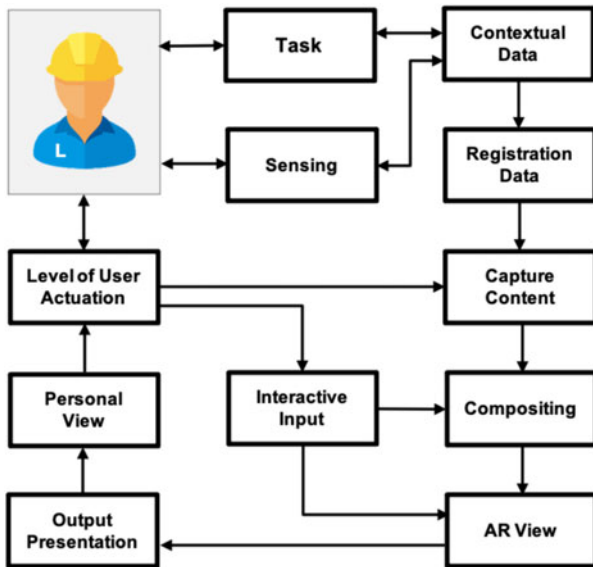 Task
Contextual
Data
L
Sensing
Registration
Data
Level of User
Actuation
Capture
Content
Personal
View
Interactive
Input
Compositing
Output
Presentation
AR View